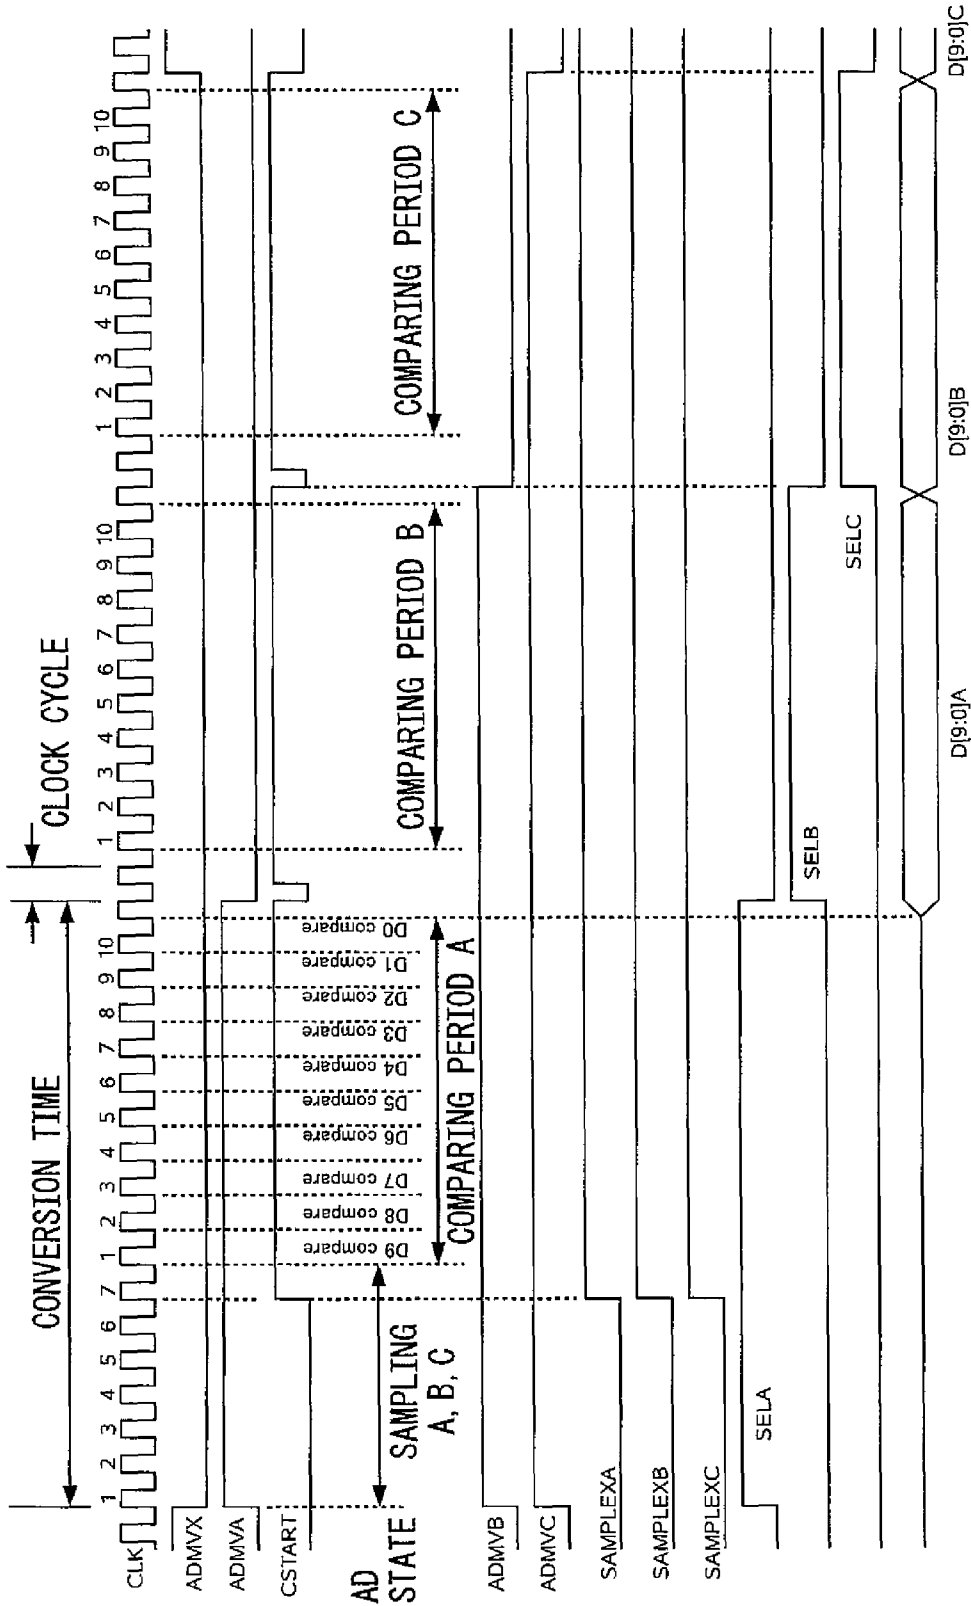 CONVERSION TIME
CLOCK CYCLE
CLK
1 2 3 4 5 6 7 1 2 3 4 5 6 7 8 9 10 1 2 3 4 5 6 7 8 9 10 1 2 3 4 5 6 7 8 9 10
ADMVX
ADMVA
CSTART
D9 compare
D8 compare
D7 compare
D6 compare
D5 compare
D4 compare
D3 compare
D2 compare
D1 compare
D0 compare
AD
STATE
SAMPLING
A, B, C
COMPARING PERIOD A
COMPARING PERIOD B
COMPARING PERIOD C
ADMVB
ADMVC
SAMPLEXA
SAMPLEXB
SAMPLEXC
SELA
SELB
SELC
D[9:0]A
D[9:0]B
D[9:0]C